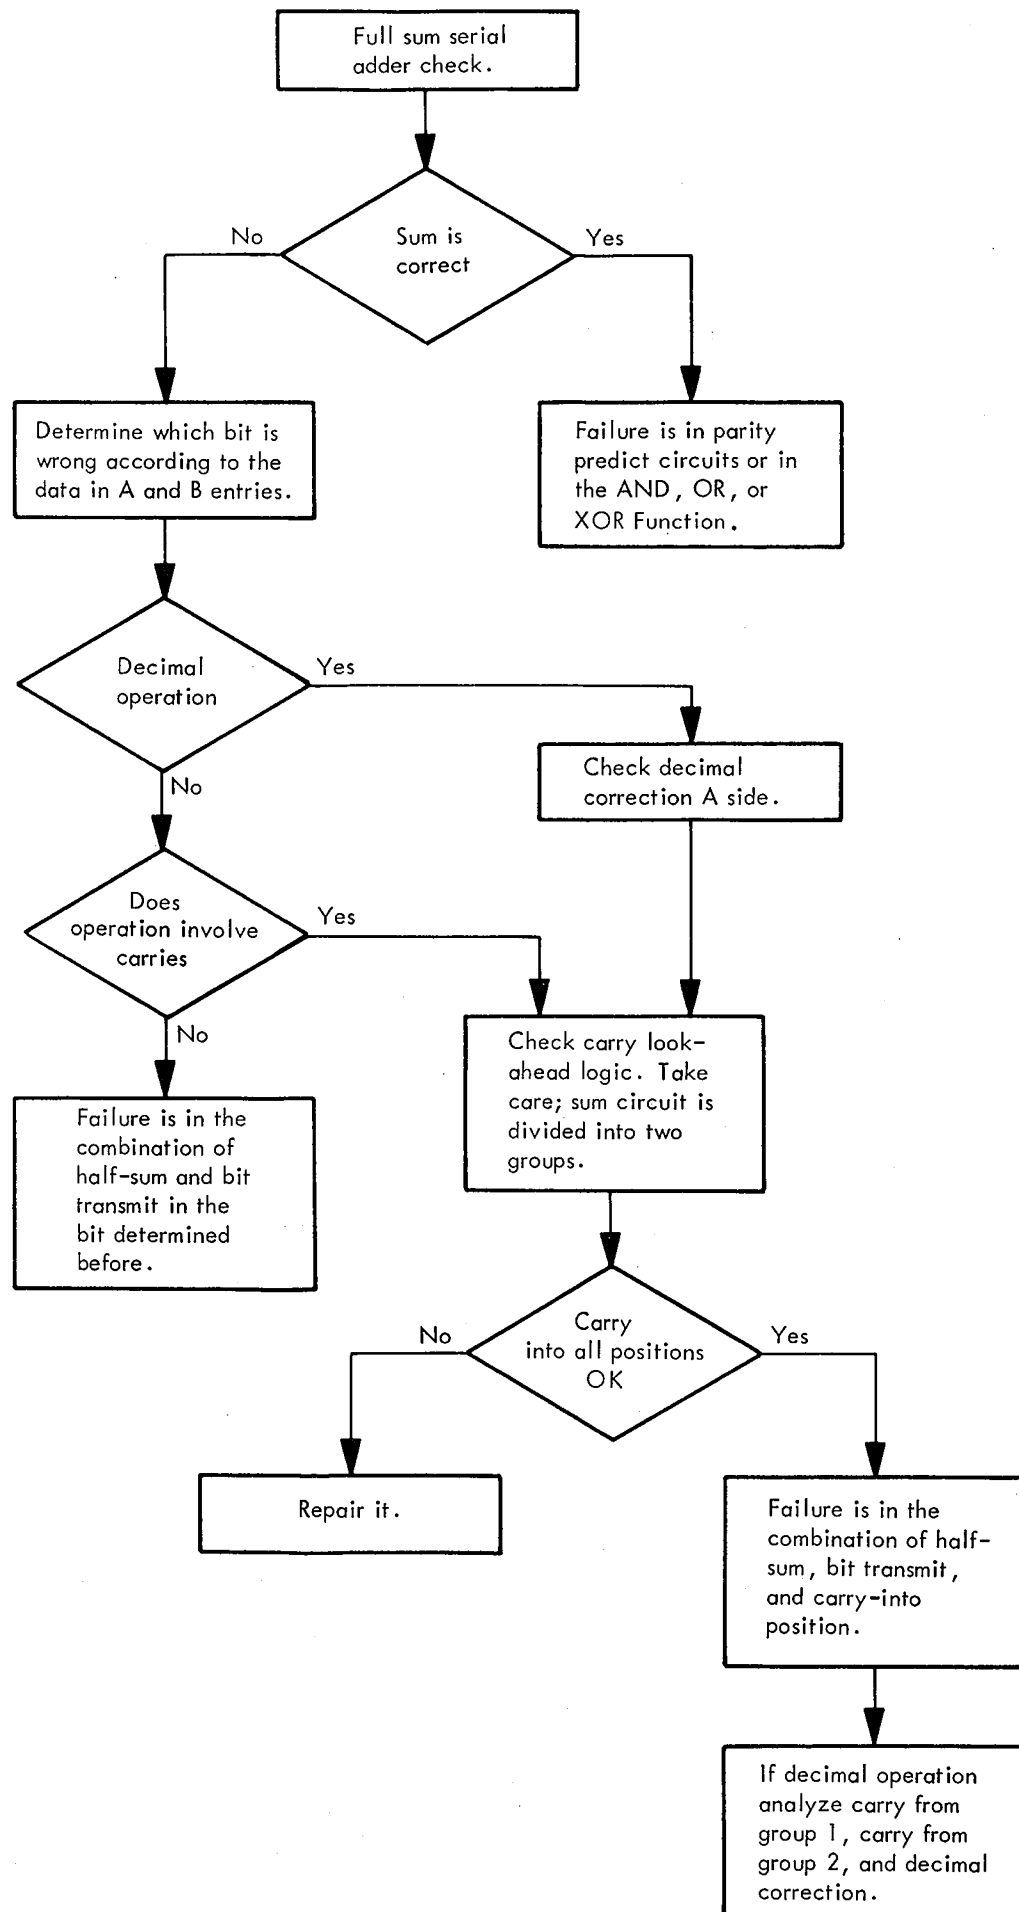 Full sum serial
adder check.
Sum is
correct
No
Yes
Determine which bit is
wrong according to the
data in A and B entries.
Failure is in parity
predict circuits or in
the AND, OR, or
XOR Function.
Decimal
operation
Yes
No
Check decimal
correction A side.
Does
operation involve
carries
Yes
No
Failure is in the
combination of
half-sum and bit
transmit in the
bit determined
before.
Check carry look-
ahead logic. Take
care; sum circuit is
divided into two
groups.
Carry
into all positions
OK
No
Yes
Repair it.
Failure is in the
combination of half-
sum, bit transmit,
and carry-into
position.
If decimal operation
analyze carry from
group 1, carry from
group 2, and decimal
correction.